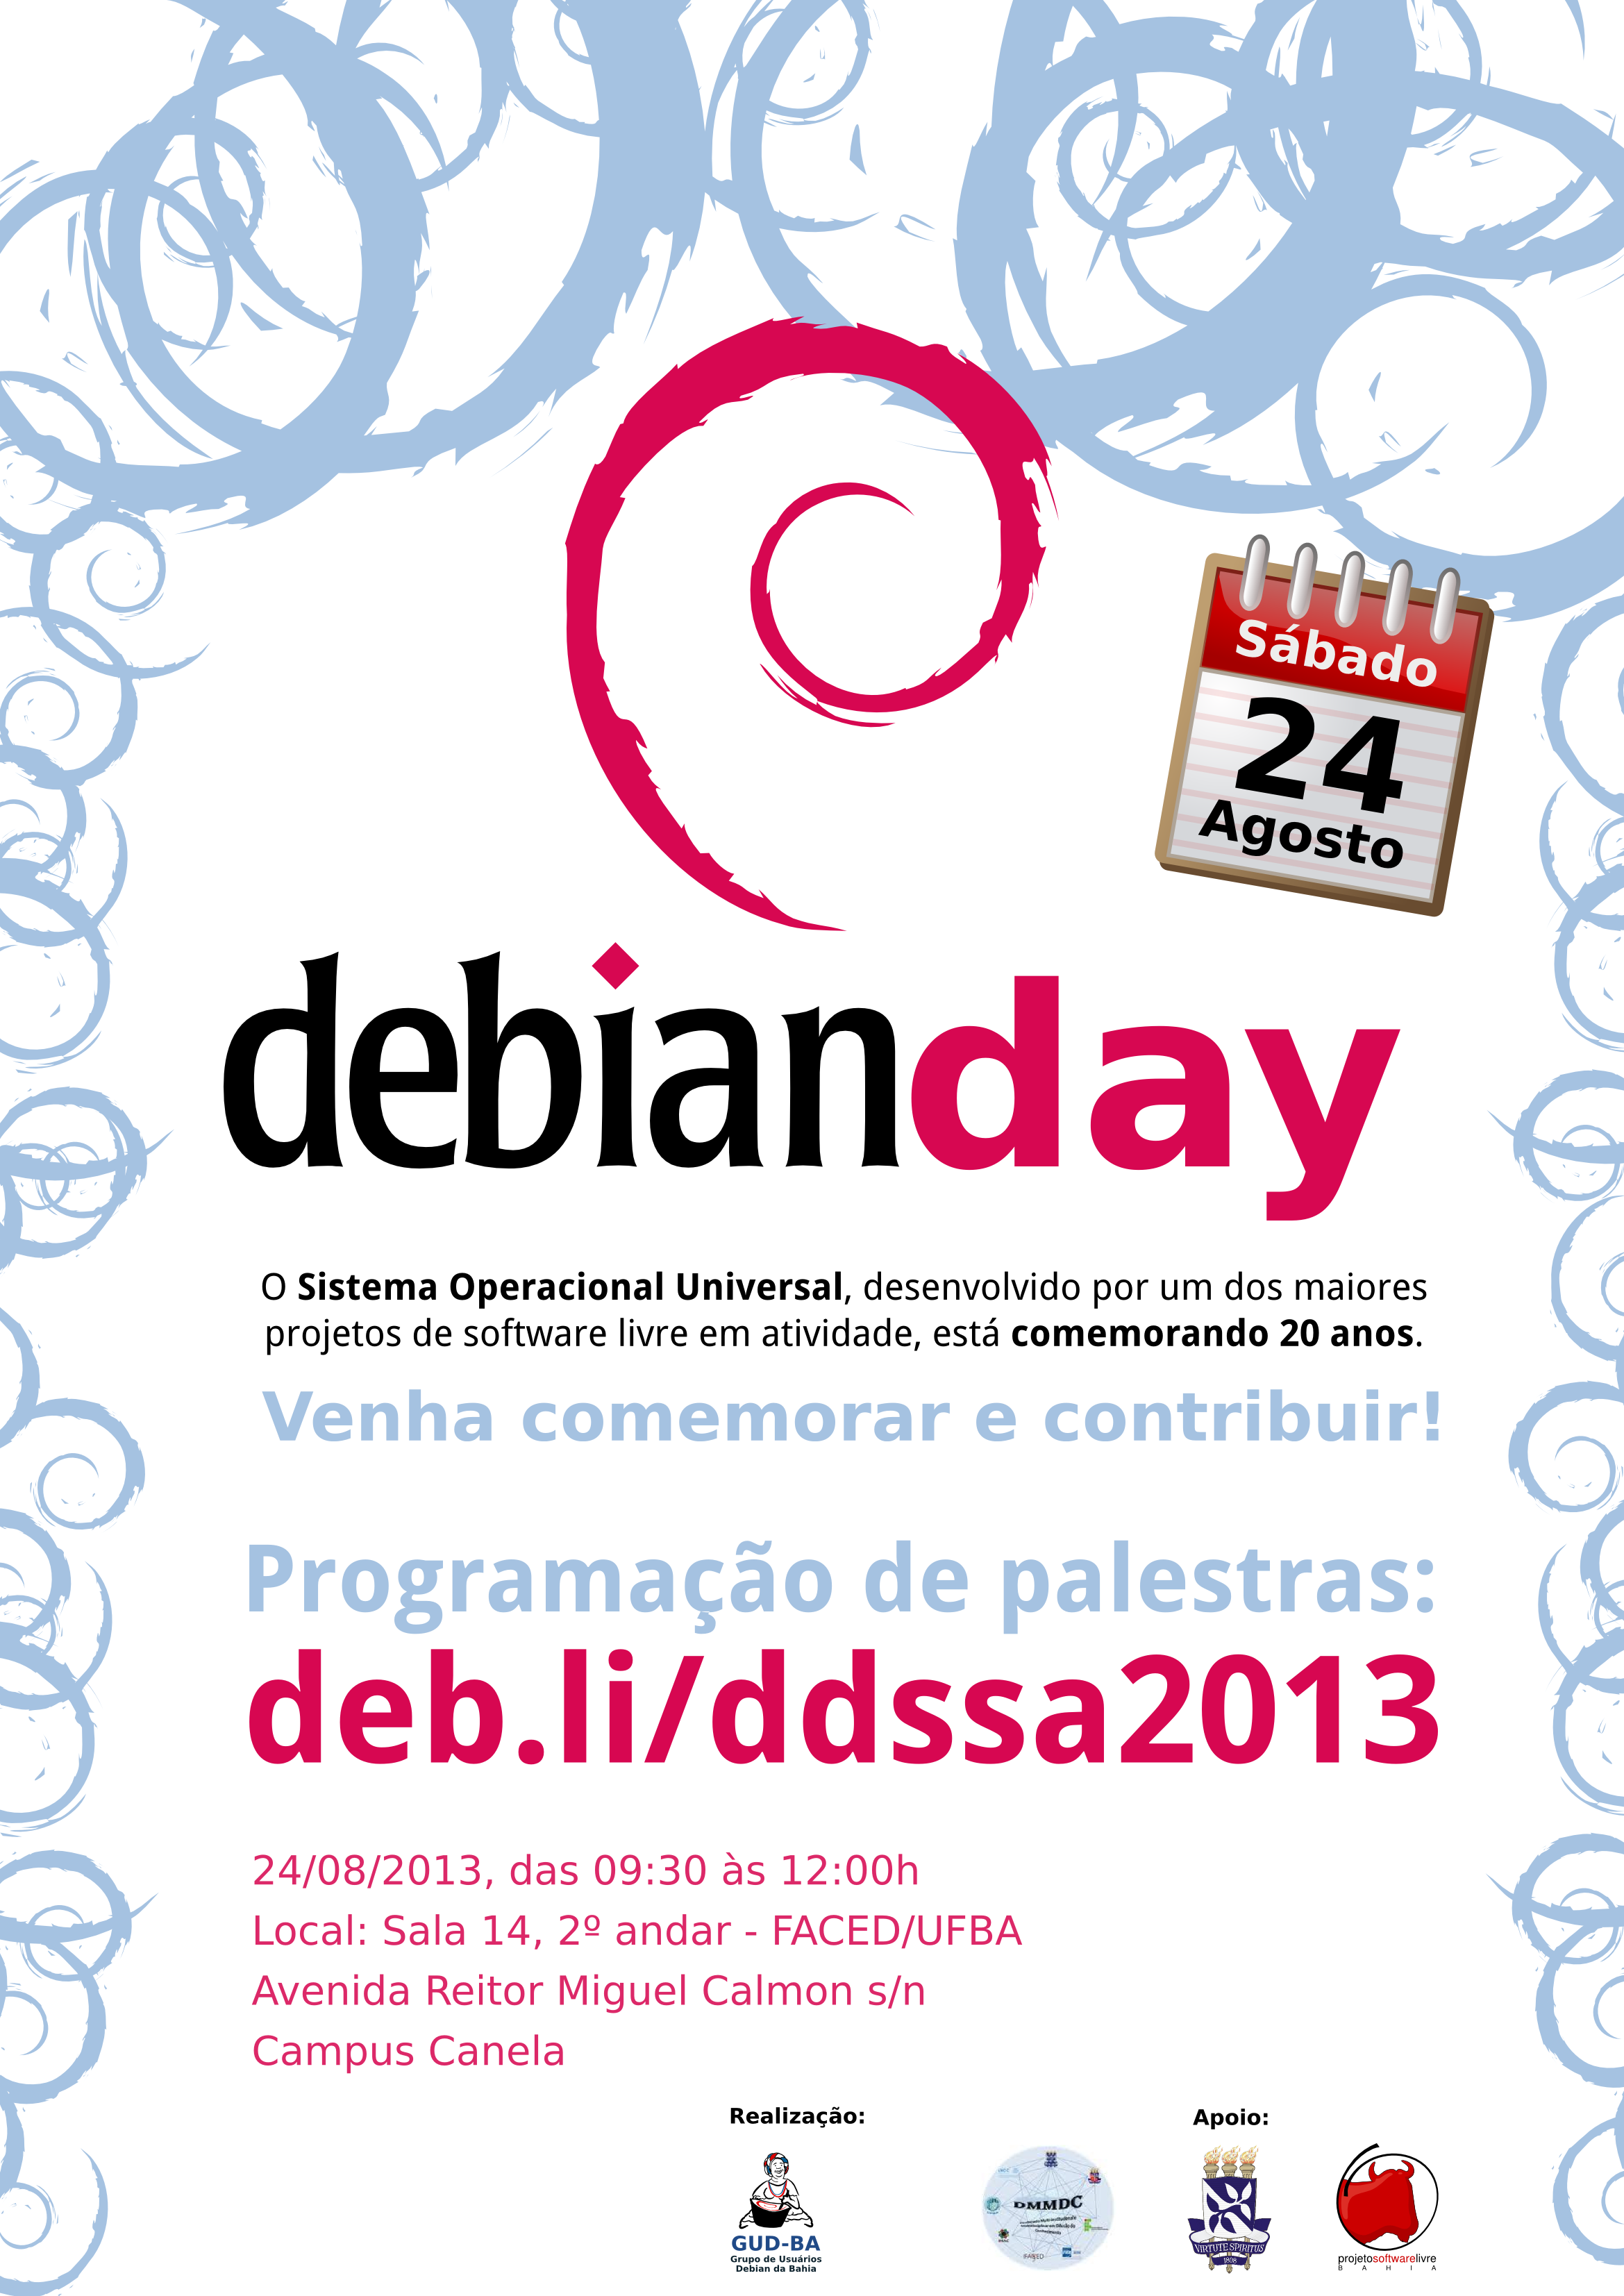 Sábado
24
Agosto
debianday
O Sistema Operacional Universal, desenvolvido por um dos maiores
projetos de software livre em atividade, está comemorando 20 anos.
Venha comemorar e contribuir!
Programação de palestras:
deb.li/ddssa2013
24/08/2013, das 09:30 às 12:00h
Local: Sala 14, 2º andar - FACED/UFBA
Avenida Reitor Miguel Calmon s/n
Campus Canela
Realização:
Apoio:
GUD-BA
Grupo de Usuários
Debian da Bahia
DMMDC
VIRTUTE SPIRITUS
1808
projetosoftwarelivre
BAHIA